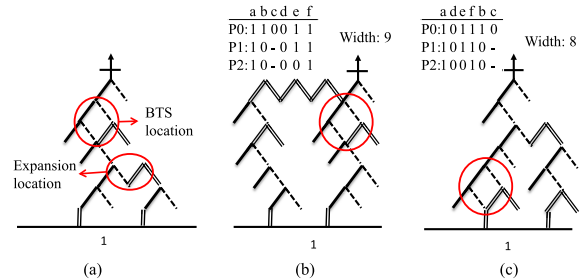 BTS
location
Expansion
location
1
(a)
a b c d e f
P0: 1 1 0 0 1 1
P1: 1 0 - 0 1 1
P2: 1 0 - 0 0 1
Width: 9
1
(b)
a d e f b c
P0: 1 0 1 1 1 0
P1: 1 0 1 1 0 -
P2: 1 0 0 1 0 -
Width: 8
1
(c)